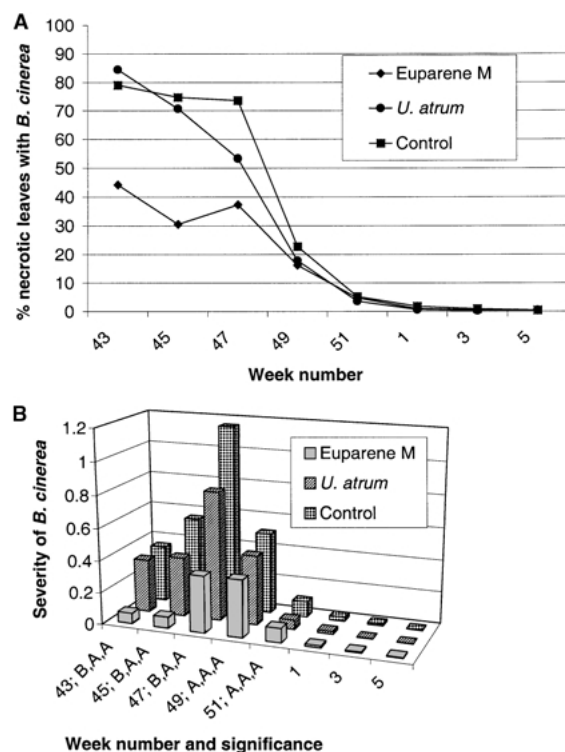 A
% necrotic leaves with B. cinerea
100
90
80
70
60
50
40
30
20
10
0
Euparene M
U. atrum
Control
43
45
47
49
51
1
3
5
Week number
B
Severity of B. cinerea
1.2
1
0.8
0.6
0.4
0.2
0
Euparene M
U. atrum
Control
43; B,A,A
45; B,A,A
47; B,A,A
49; A,A,A
51; A,A,A
1
3
5
Week number and significance